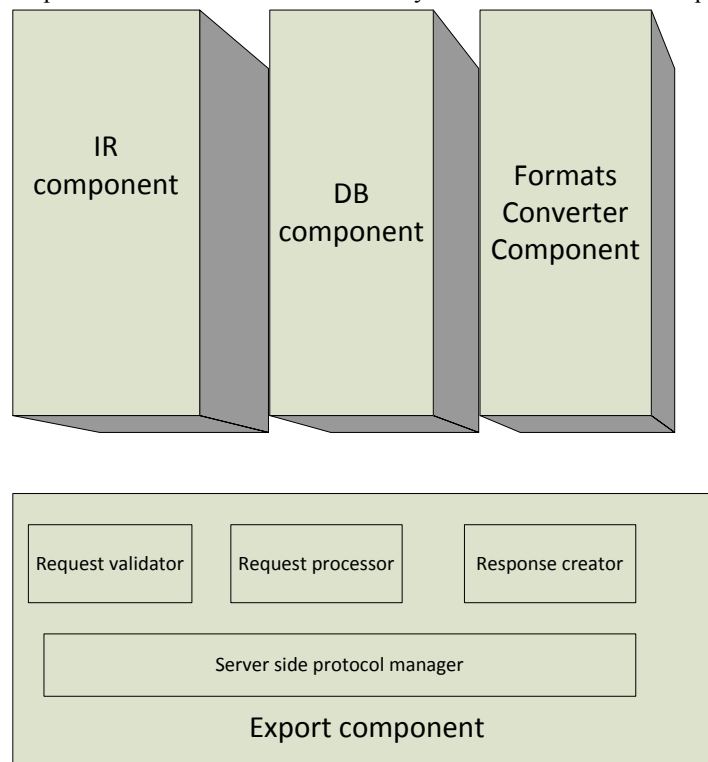 IR
component
DB
component
Formats
Converter
Component
Request validator
Request processor
Response creator
Server side protocol manager
Export component